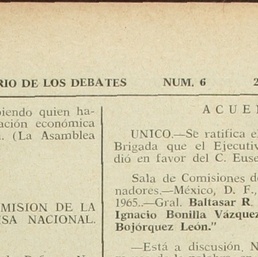 RIO DE LOS DEBATES NUM. 6 2
biendo quien ha-
ación económica
. (La Asamblea
MISION DE LA
SA NACIONAL.
ACUE
UNICO.—Se ratifica e
Brigada que el Ejecutiv
dió en favor del C. Euse
Sala de Comisiones de
nadores.—México, D. F.,
1965..—Gral. Baltasar R.
Ignacio Bonilla Vázquez
Bojórquez León."
—Está a discusión, N